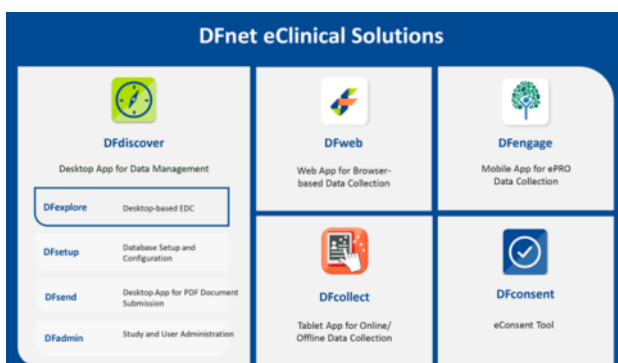 DFnet eClinical Solutions
DFdiscover
Desktop App for Data Management
DFexplore
Desktop-based EDC
DFsetup
Database Setup and
Configuration
DFsend
Desktop App for PDF Document
Submission
DFadmin
Study and User Administration
DFweb
Web App for Browser-
based Data Collection
DFengage
Mobile App for ePRO
Data Collection
DFcollect
Tablet App for Online/
Offline Data Collection
DFconsent
eConsent Tool